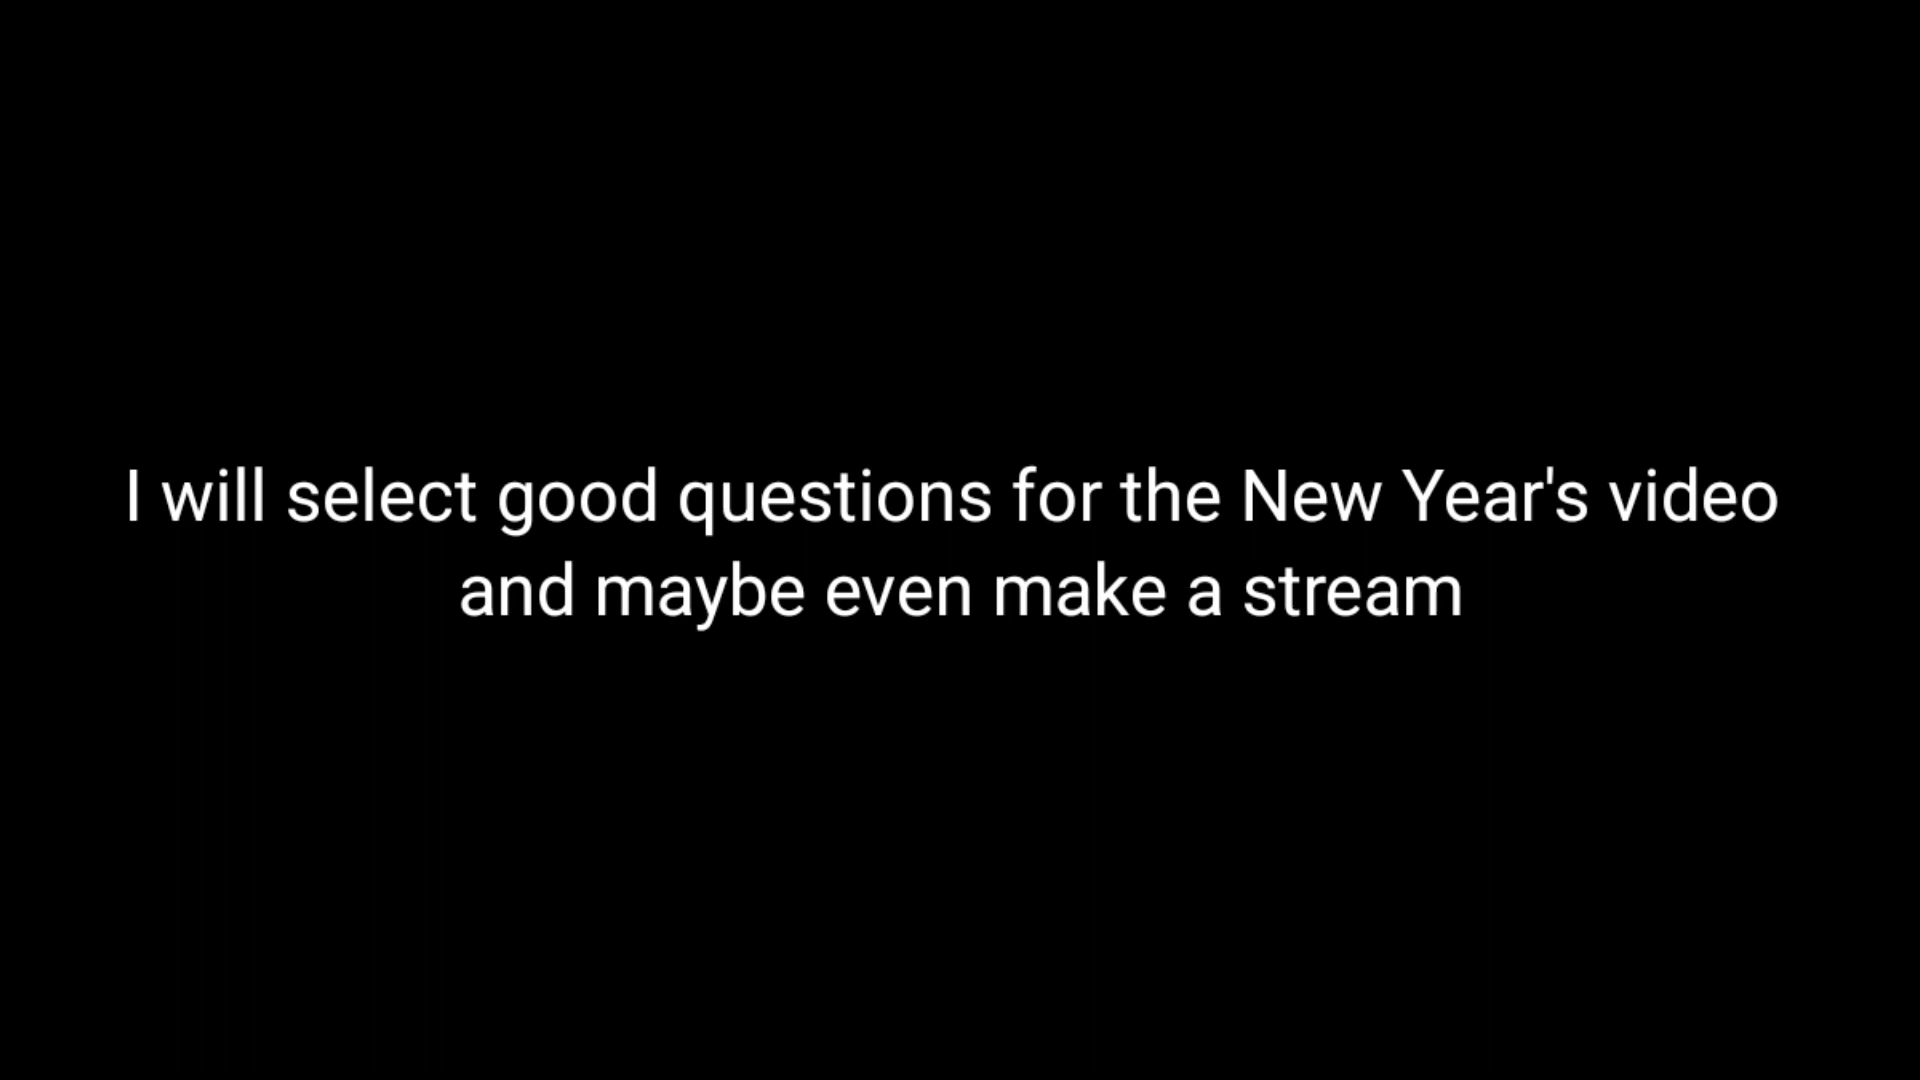 I will select good questions for the New Year's video
and maybe even make a stream